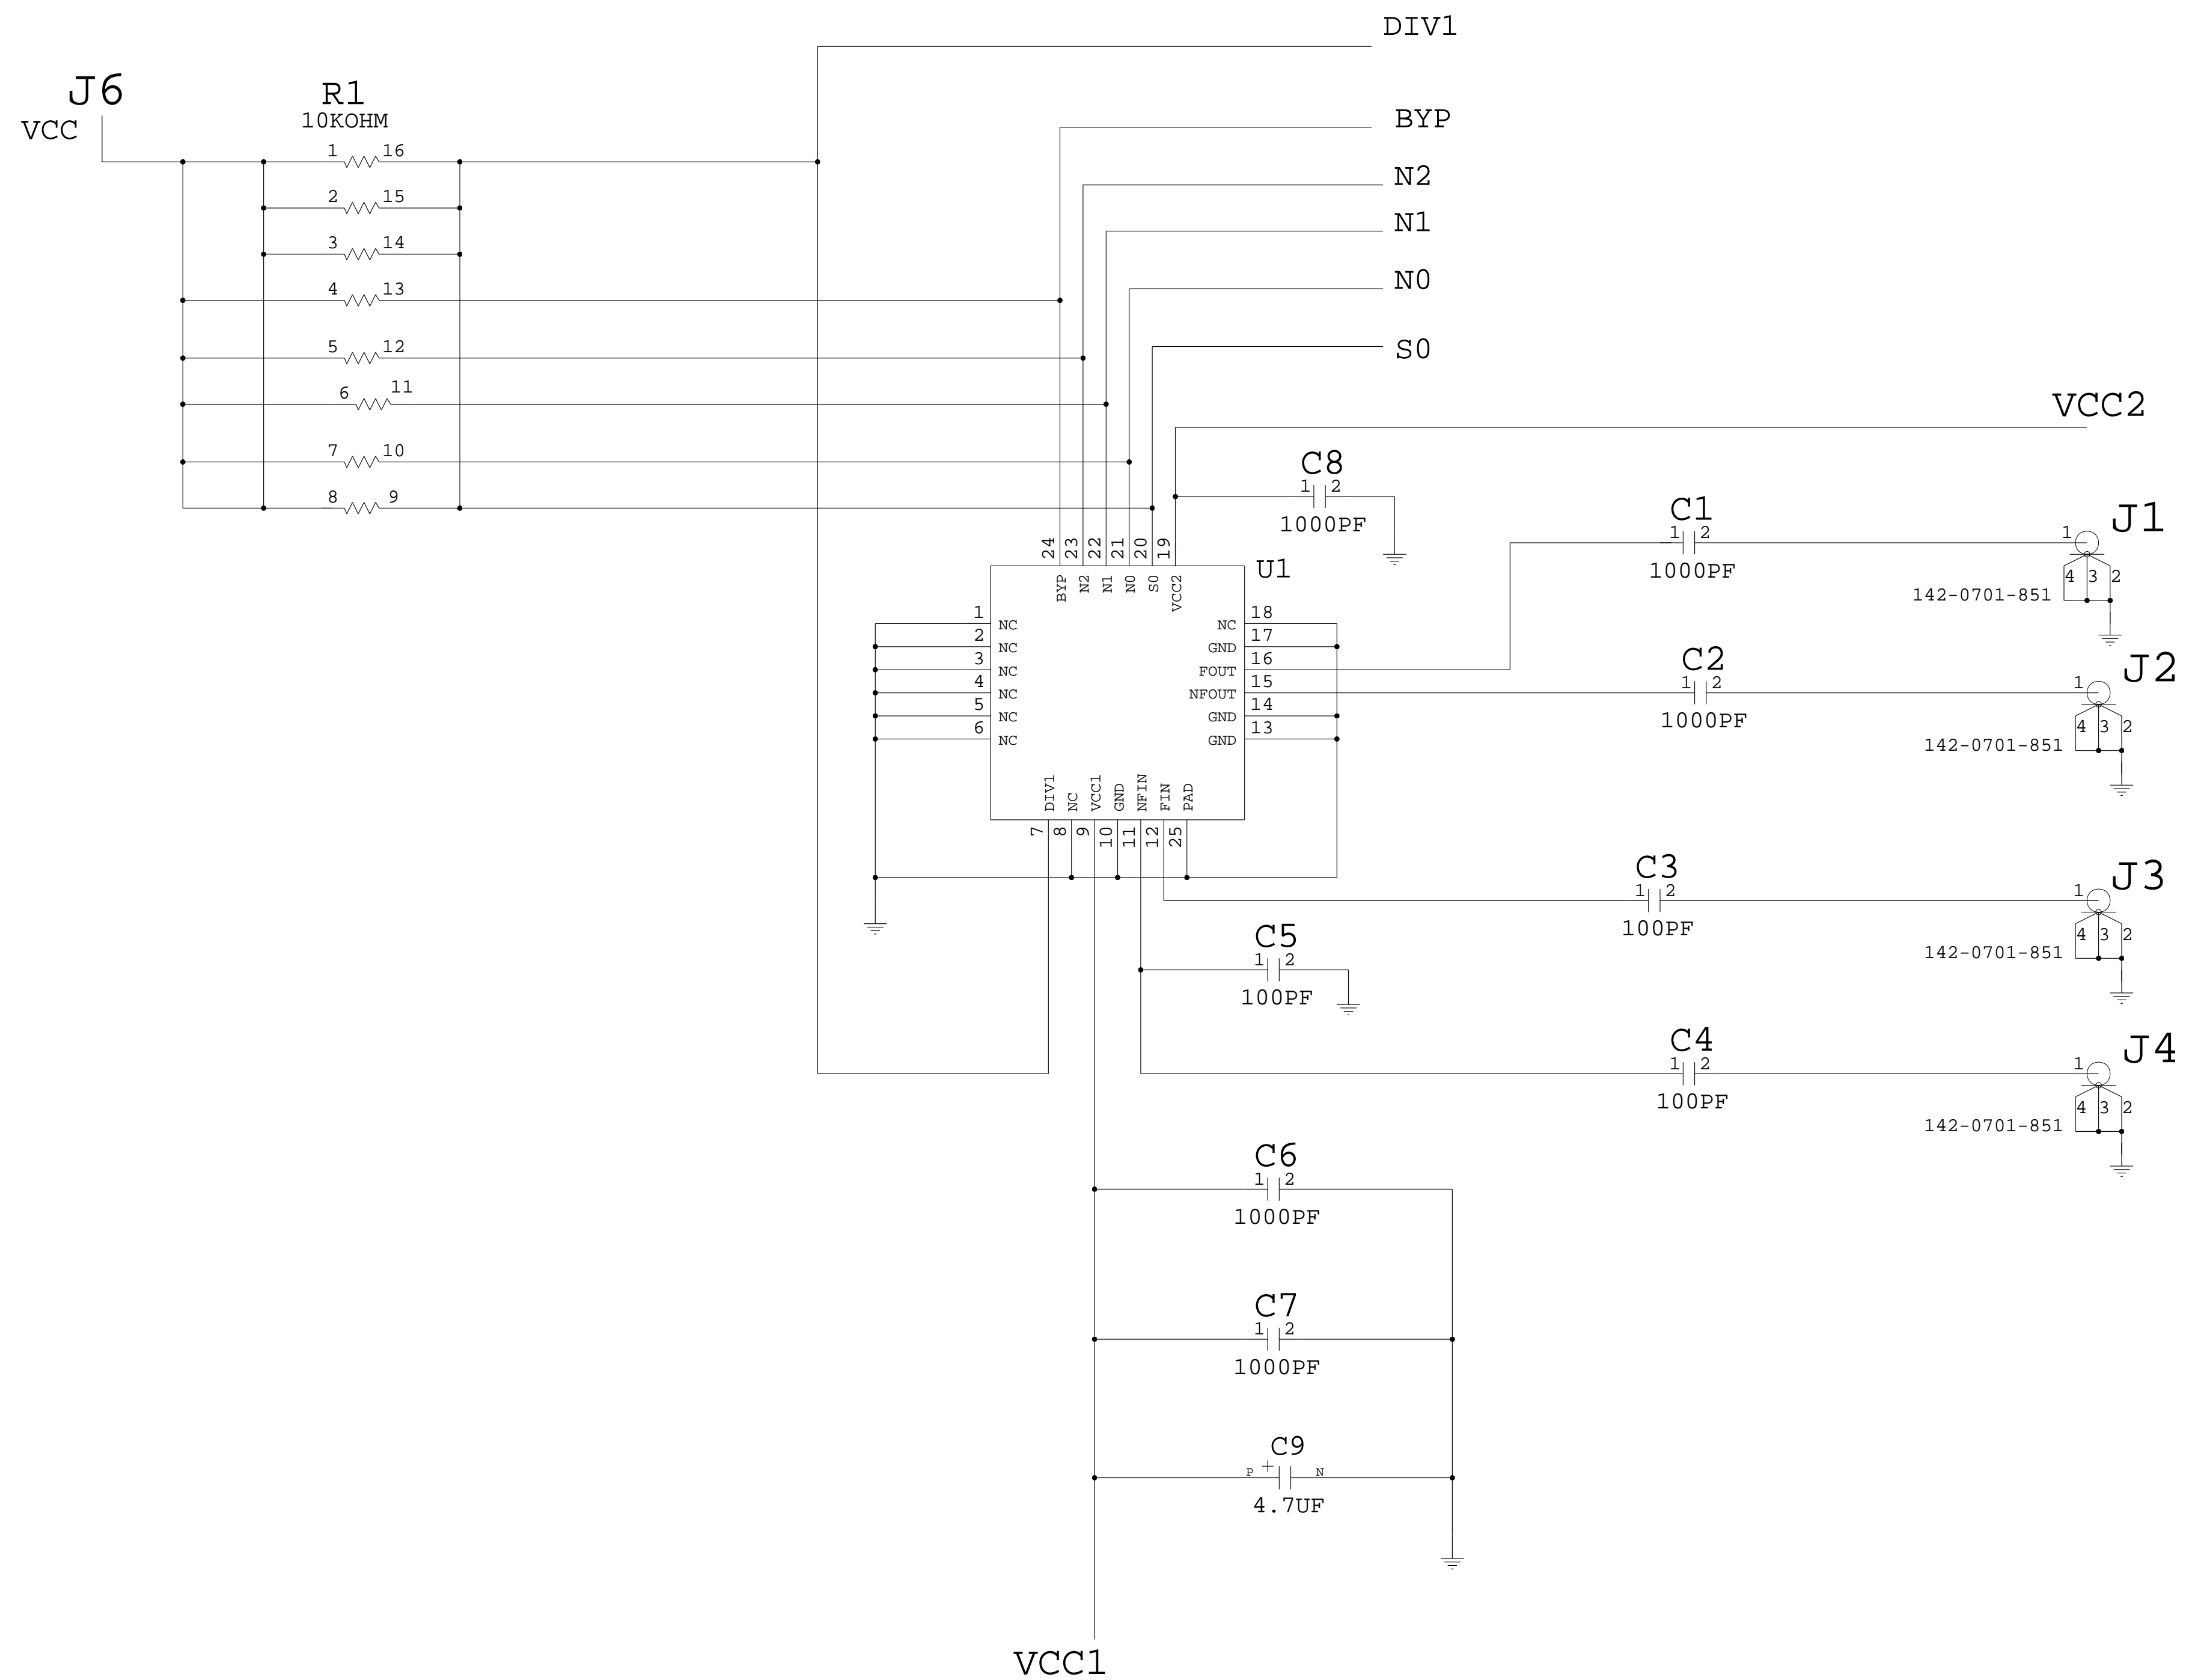 DIV1
J6
VCC
R1
10KOHM
BYP
1 16
N2
2 15
N1
3 14
N0
4 13
S0
5 12
6 11
VCC2
7 10
C8
1 2
1000PF
8 9
C1
1 2
1000PF
J1
1
4 3 2
142-0701-851
24 23 22 21 20 19
U1
BYP N2 N1 N0 S0 VCC2
1 NC
2 NC
3 NC
4 NC
5 NC
6 NC
NC 18
GND 17
FOUT 16
NFOUT 15
GND 14
GND 13
C2
1 2
1000PF
J2
1
4 3 2
142-0701-851
DIV1 NC VCC1 GND NFIN FIN PAD
7 8 9 10 11 12 25
C3
1 2
100PF
J3
1
4 3 2
142-0701-851
C5
1 2
100PF
C4
1 2
100PF
J4
1
4 3 2
142-0701-851
C6
1 2
1000PF
C7
1 2
1000PF
C9
P + N
4.7UF
VCC1